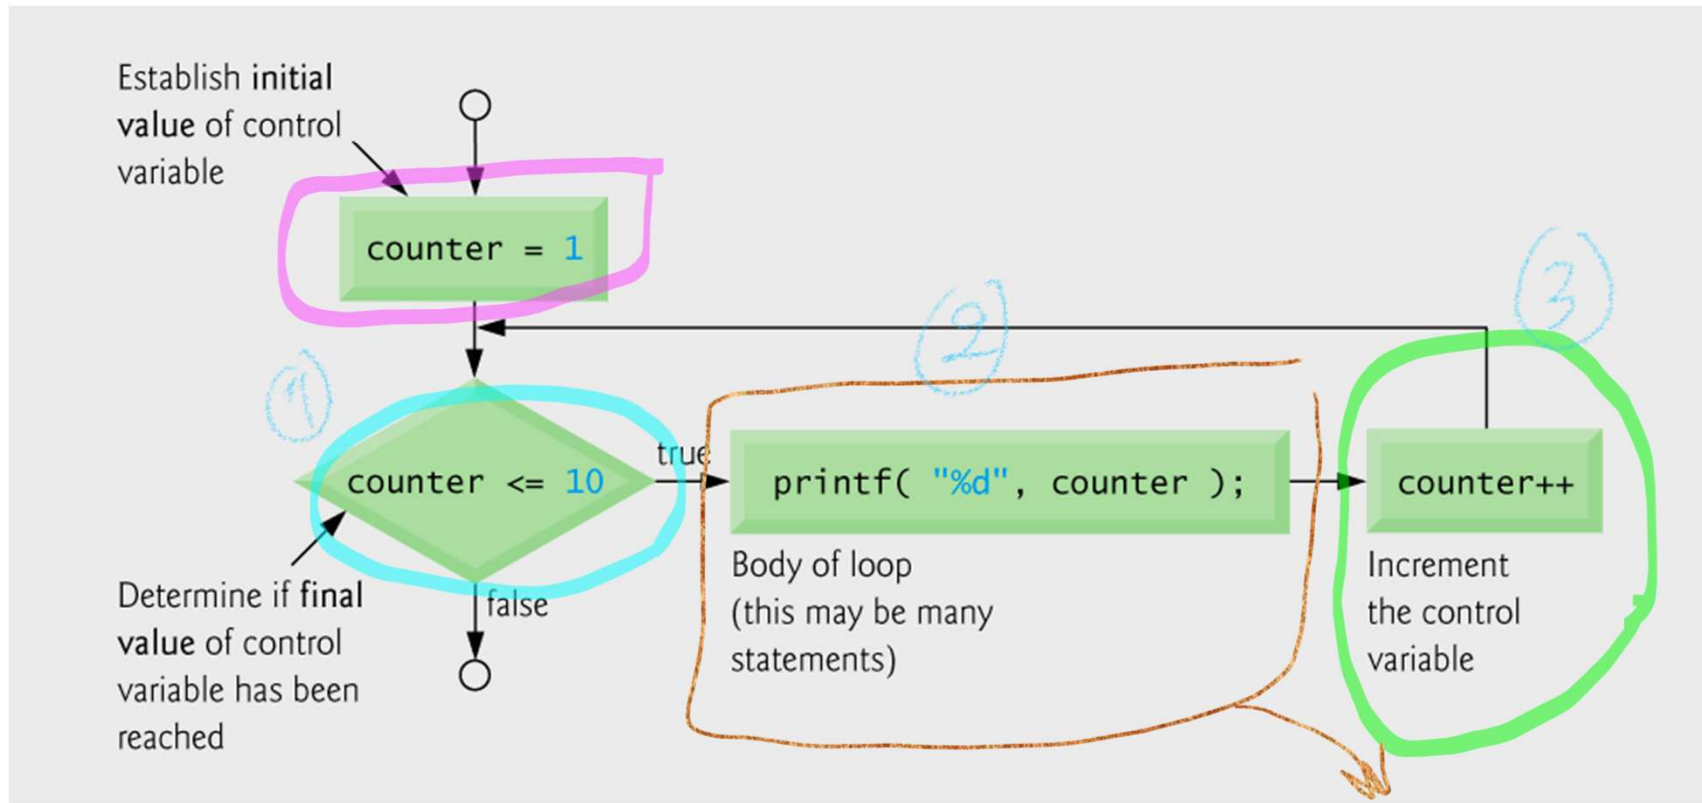 Establish initial
value of control
variable
counter = 1
3
2
1
true
counter <= 10
printf( "%d", counter );
counter++
false
Body of loop
(this may be many
statements)
Increment
the control
variable
Determine if final
value of control
variable has been
reached